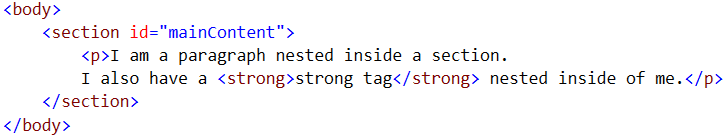 <body>
<section id="mainContent">
<p>I am a paragraph nested inside a section.
I also have a <strong>strong tag</strong> nested inside of me.</p>
</section>
</body>